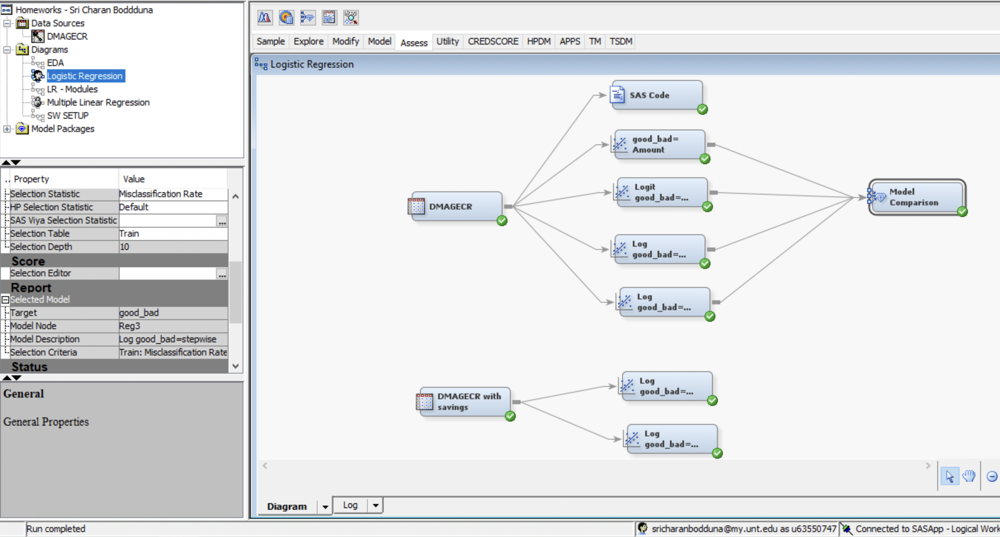 Homeworks - Sri Charan Boddduna
Data Sources
DMAGECR
Diagrams
EDA
Logistic Regression
LR - Modules
Multiple Linear Regression
SW SETUP
Model Packages
.. Property Value
Selection Statistic Misclassification Rate
HP Selection Statistic Default
SAS Viya Selection Statistic ...
Selection Table Train
Selection Depth 10
Score
Selection Editor ...
Report
Selected Model
Target good_bad
Model Node Reg3
Model Description Log good_bad=stepwise
Selection Criteria Train: Misclassification Rate
Status
General
General Properties
Sample Explore Modify Model Assess Utility CREDSCORE HPDM APPS TM TSDM
Logistic Regression
SAS Code
good_bad=
Amount
Logit
good_bad=...
DMAGECR
Model
Comparison
Log
good_bad=...
Log
good_bad=...
DMAGECR with
savings
Log
good_bad=...
Log
good_bad=...
Diagram Log
Run completed
sricharanbodduna@my.unt.edu as u63550747
Connected to SASApp - Logical Work